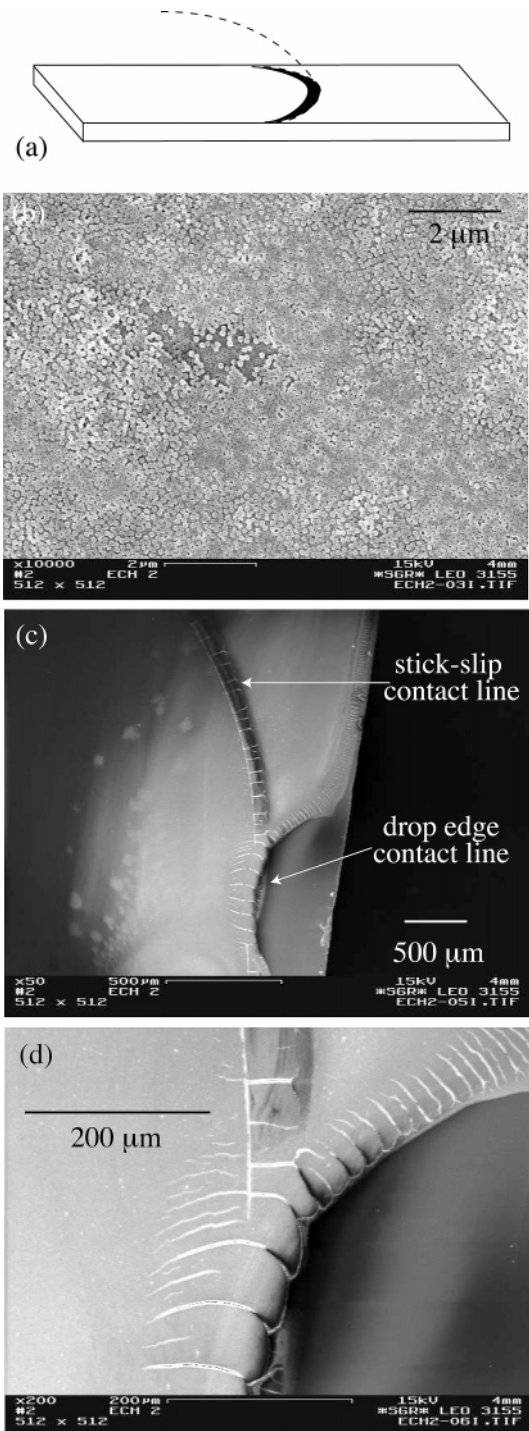 (a)
(b)
2 μm
x10000 2μm 15kV 4mm
#2 ECH 2 *SGR* LEO 3155
512 x 512 ECH2-03I.TIF
(c)
stick-slip
contact line
drop edge
contact line
500 μm
x50 500μm 15kV 4mm
#2 ECH 2 *SGR* LEO 3155
512 x 512 ECH2-05I.TIF
(d)
200 μm
x200 200μm 15kV 4mm
#2 ECH 2 *SGR* LEO 3155
512 x 512 ECH2-06I.TIF